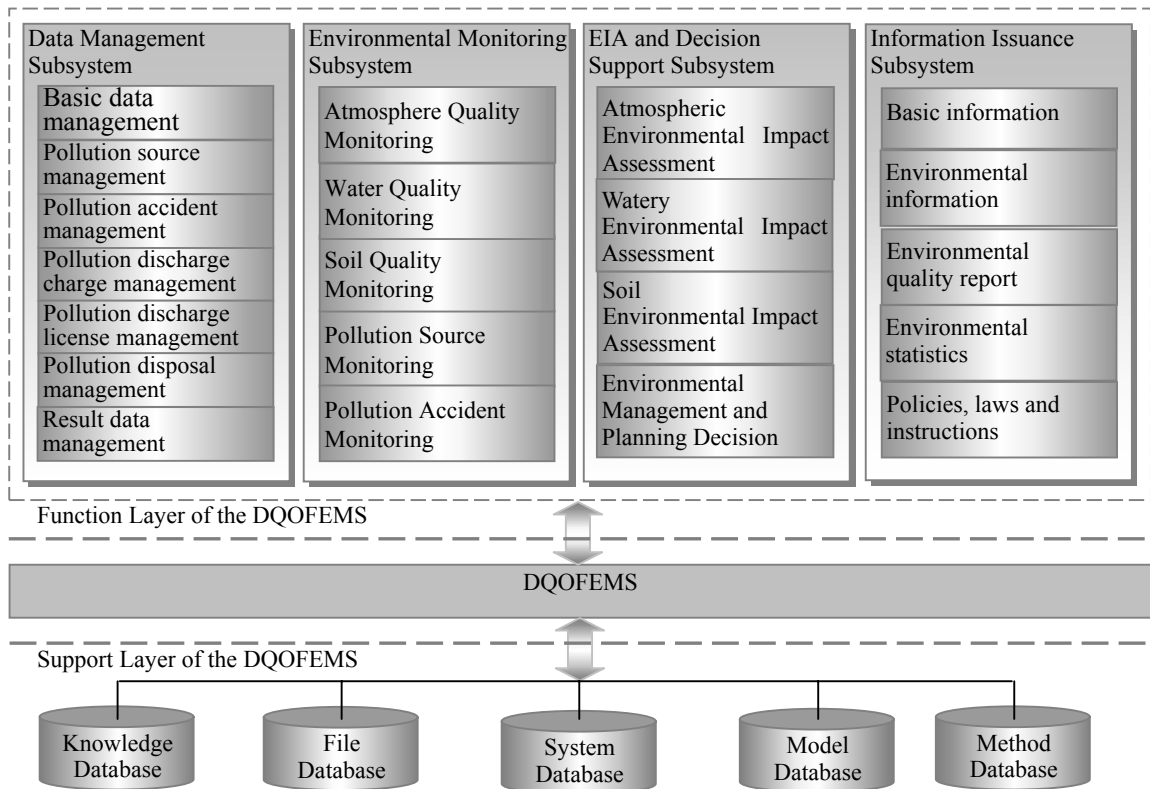 Data Management
Subsystem
Basic data
management
Pollution source
management
Pollution accident
management
Pollution discharge
charge management
Pollution discharge
license management
Pollution disposal
management
Result data
management
Environmental Monitoring
Subsystem
Atmosphere Quality
Monitoring
Water Quality
Monitoring
Soil Quality
Monitoring
Pollution Source
Monitoring
Pollution Accident
Monitoring
EIA and Decision
Support Subsystem
Atmospheric
Environmental Impact
Assessment
Watery
Environmental Impact
Assessment
Soil
Environmental Impact
Assessment
Environmental
Management and
Planning Decision
Information Issuance
Subsystem
Basic information
Environmental
information
Environmental
quality report
Environmental
statistics
Policies, laws and
instructions
Function Layer of the DQOFEMS
DQOFEMS
Support Layer of the DQOFEMS
Knowledge
Database
File
Database
System
Database
Model
Database
Method
Database